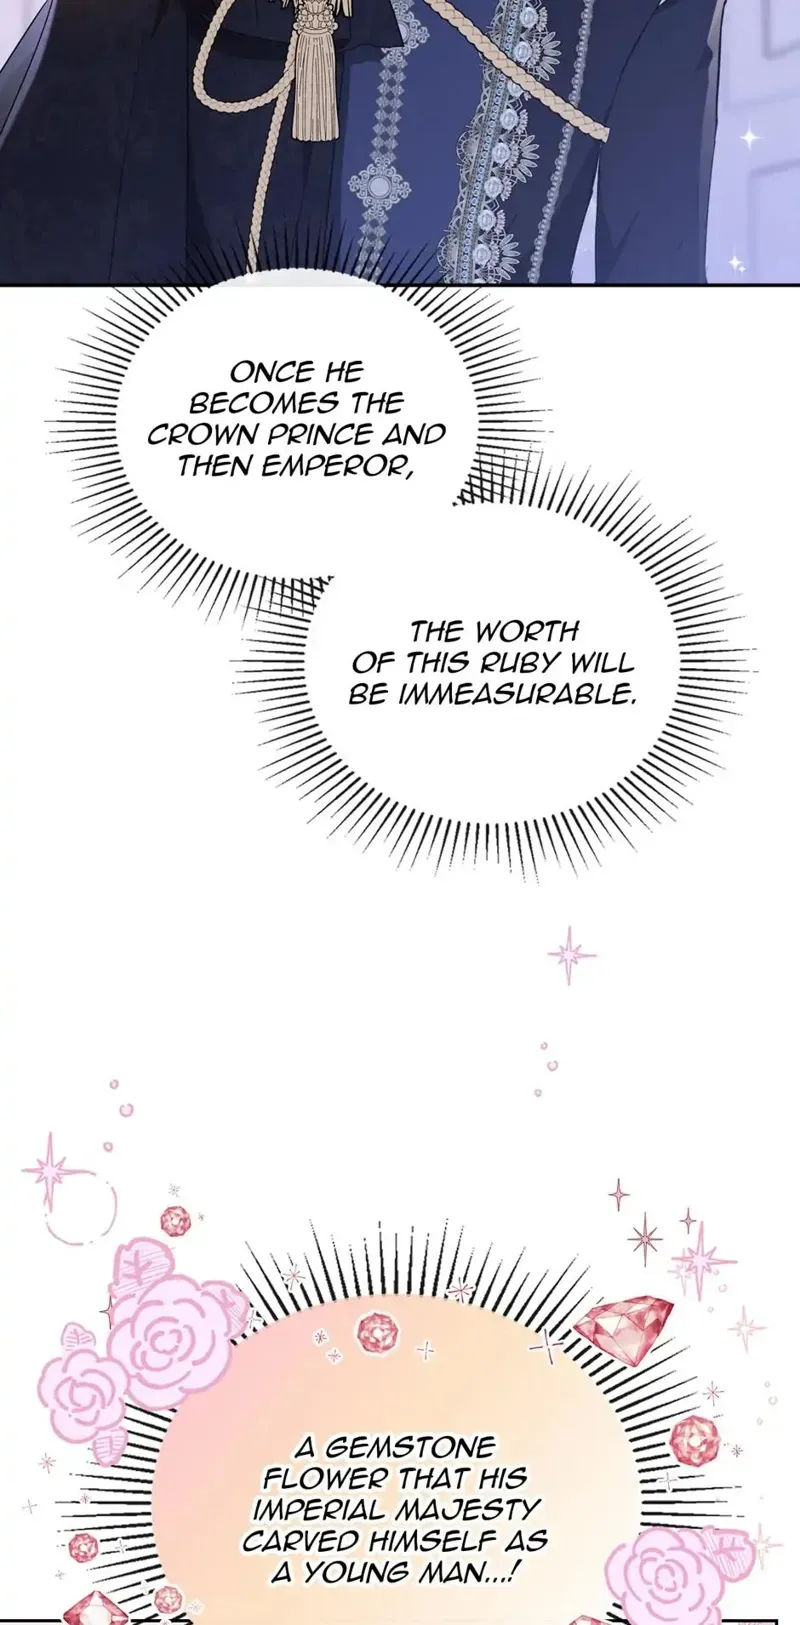 ONCE HE
BECOMES THE
CROWN PRINCE AND
THEN EMPEROR,
THE WORTH
OF THIS RUBY WILL
BE IMMEASURABLE.
A GEMSTONE
FLOWER THAT HIS
IMPERIAL MAJESTY
CARVED HIMSELF AS
A YOUNG MAN...!